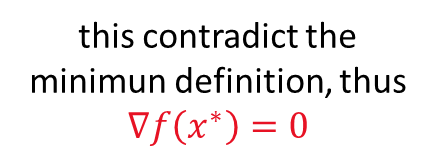 this contradict the
minimun definition, thus
∇f(x*) = 0